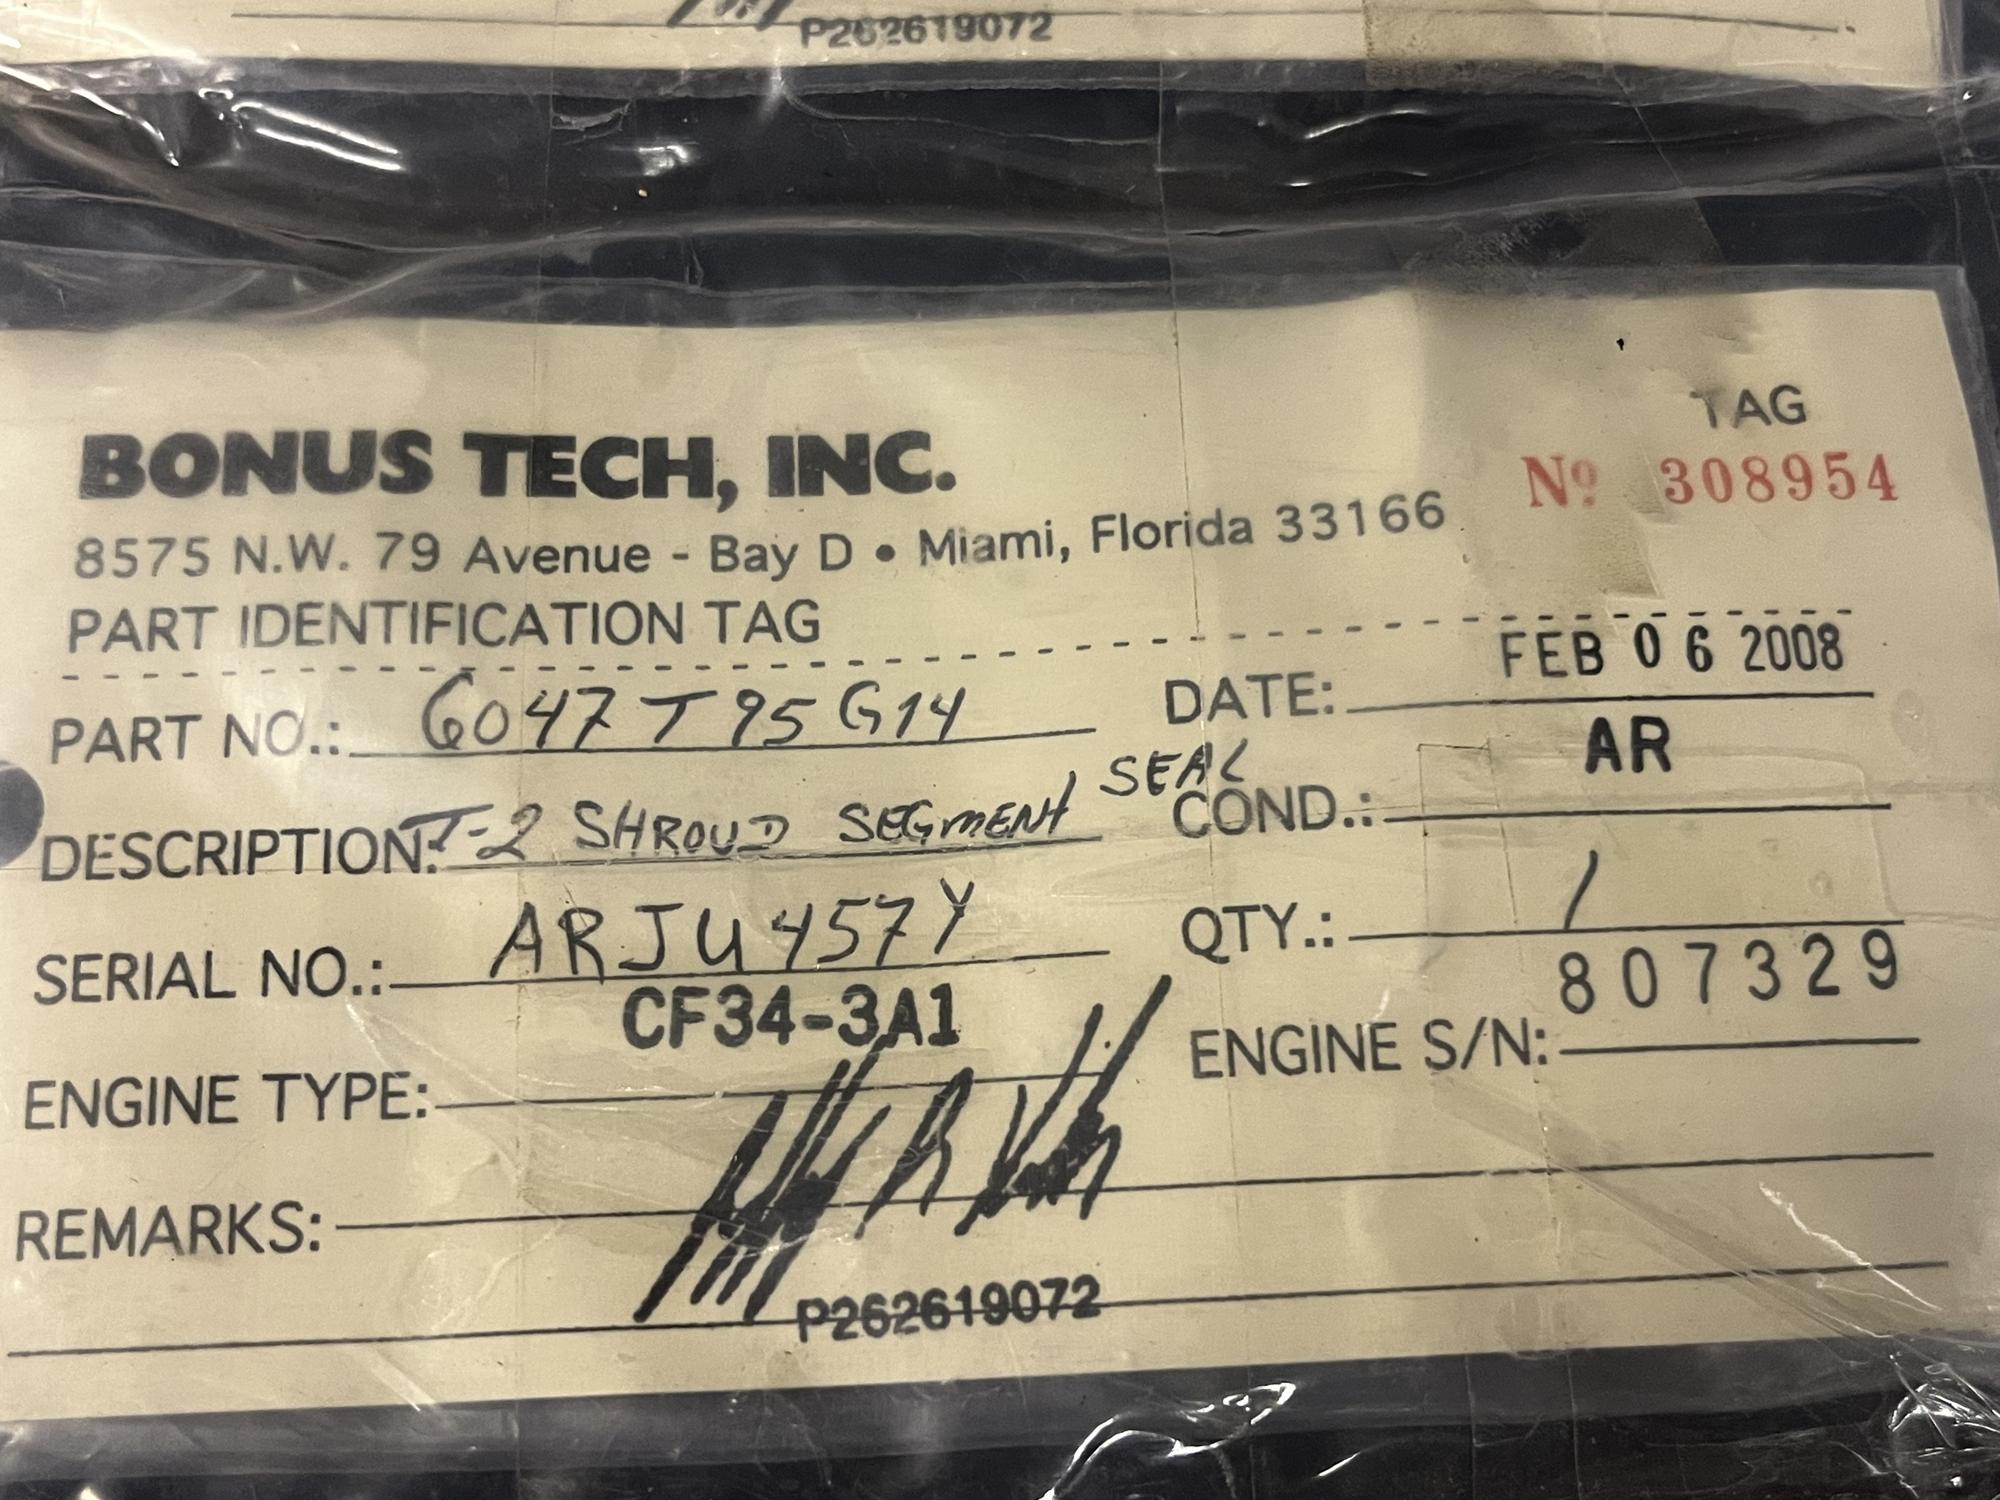 P262619072
BONUS TECH, INC.
TAG
Nº 308954
8575 N.W. 79 Avenue - Bay D • Miami, Florida 33166
PART IDENTIFICATION TAG
PART NO.: 6047T95G14
DATE: FEB 06 2008
DESCRIPTION: T-2 SHROUD SEGMENT SEAL
COND.: AR
SERIAL NO.: ARJU457Y
QTY.: 1
ENGINE TYPE: CF34-3A1
ENGINE S/N: 807329
REMARKS:
P262619072